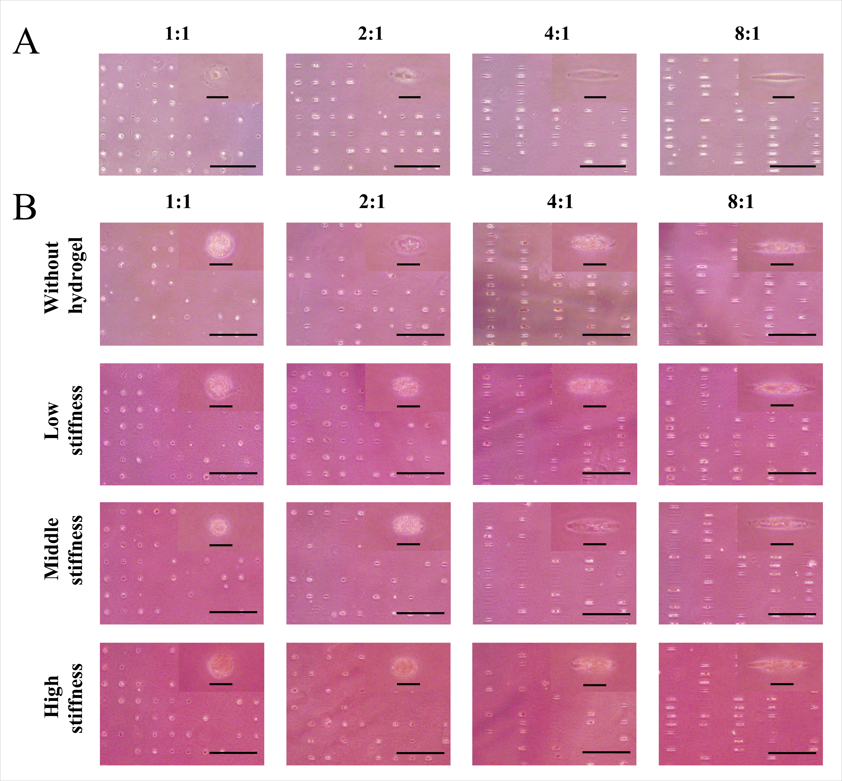 A
1:1 2:1 4:1 8:1
B
1:1 2:1 4:1 8:1
Without
hydrogel
Low
stiffness
Middle
stiffness
High
stiffness